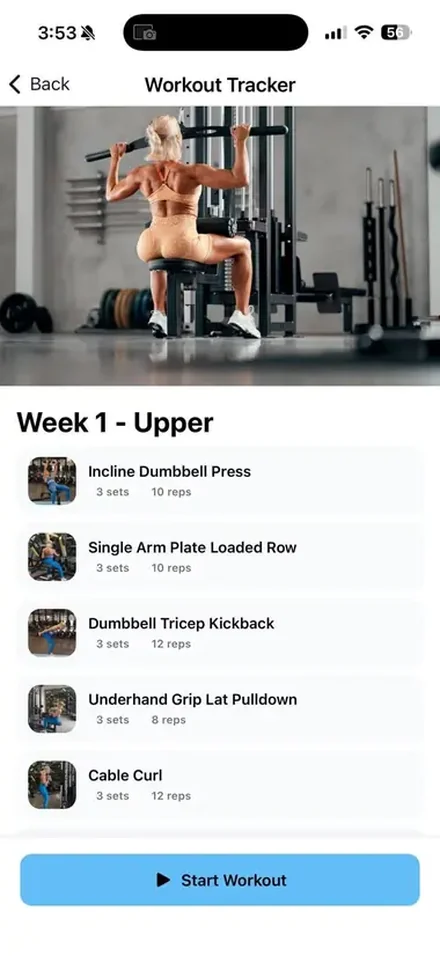 3:53
56
Back
Workout Tracker
Week 1 - Upper
Incline Dumbbell Press
3 sets 10 reps
Single Arm Plate Loaded Row
3 sets 10 reps
Dumbbell Tricep Kickback
3 sets 12 reps
Underhand Grip Lat Pulldown
3 sets 8 reps
Cable Curl
3 sets 12 reps
Start Workout